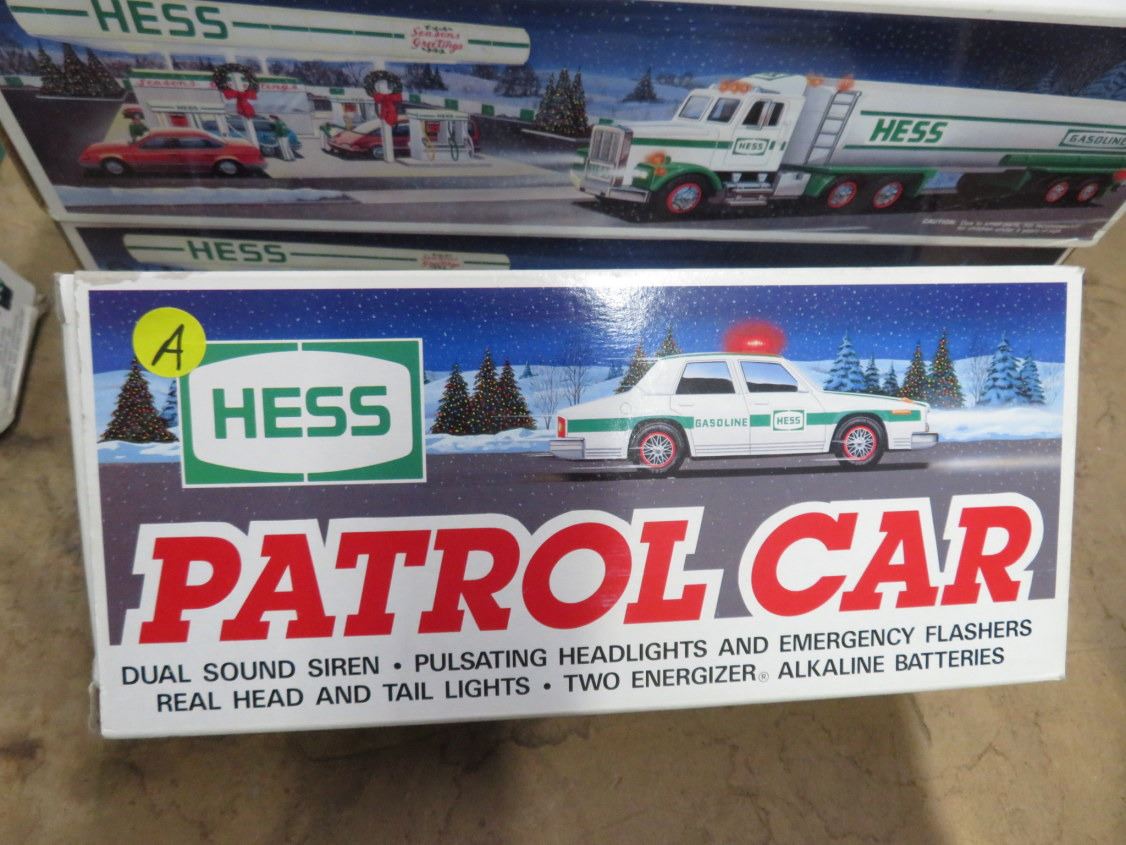 HESS
Seasons
Greetings
HESS
HESS
HESS
GASOLINE
HESS
A
HESS
GASOLINE HESS
PATROL CAR
DUAL SOUND SIREN • PULSATING HEADLIGHTS AND EMERGENCY FLASHERS
REAL HEAD AND TAIL LIGHTS • TWO ENERGIZER® ALKALINE BATTERIES